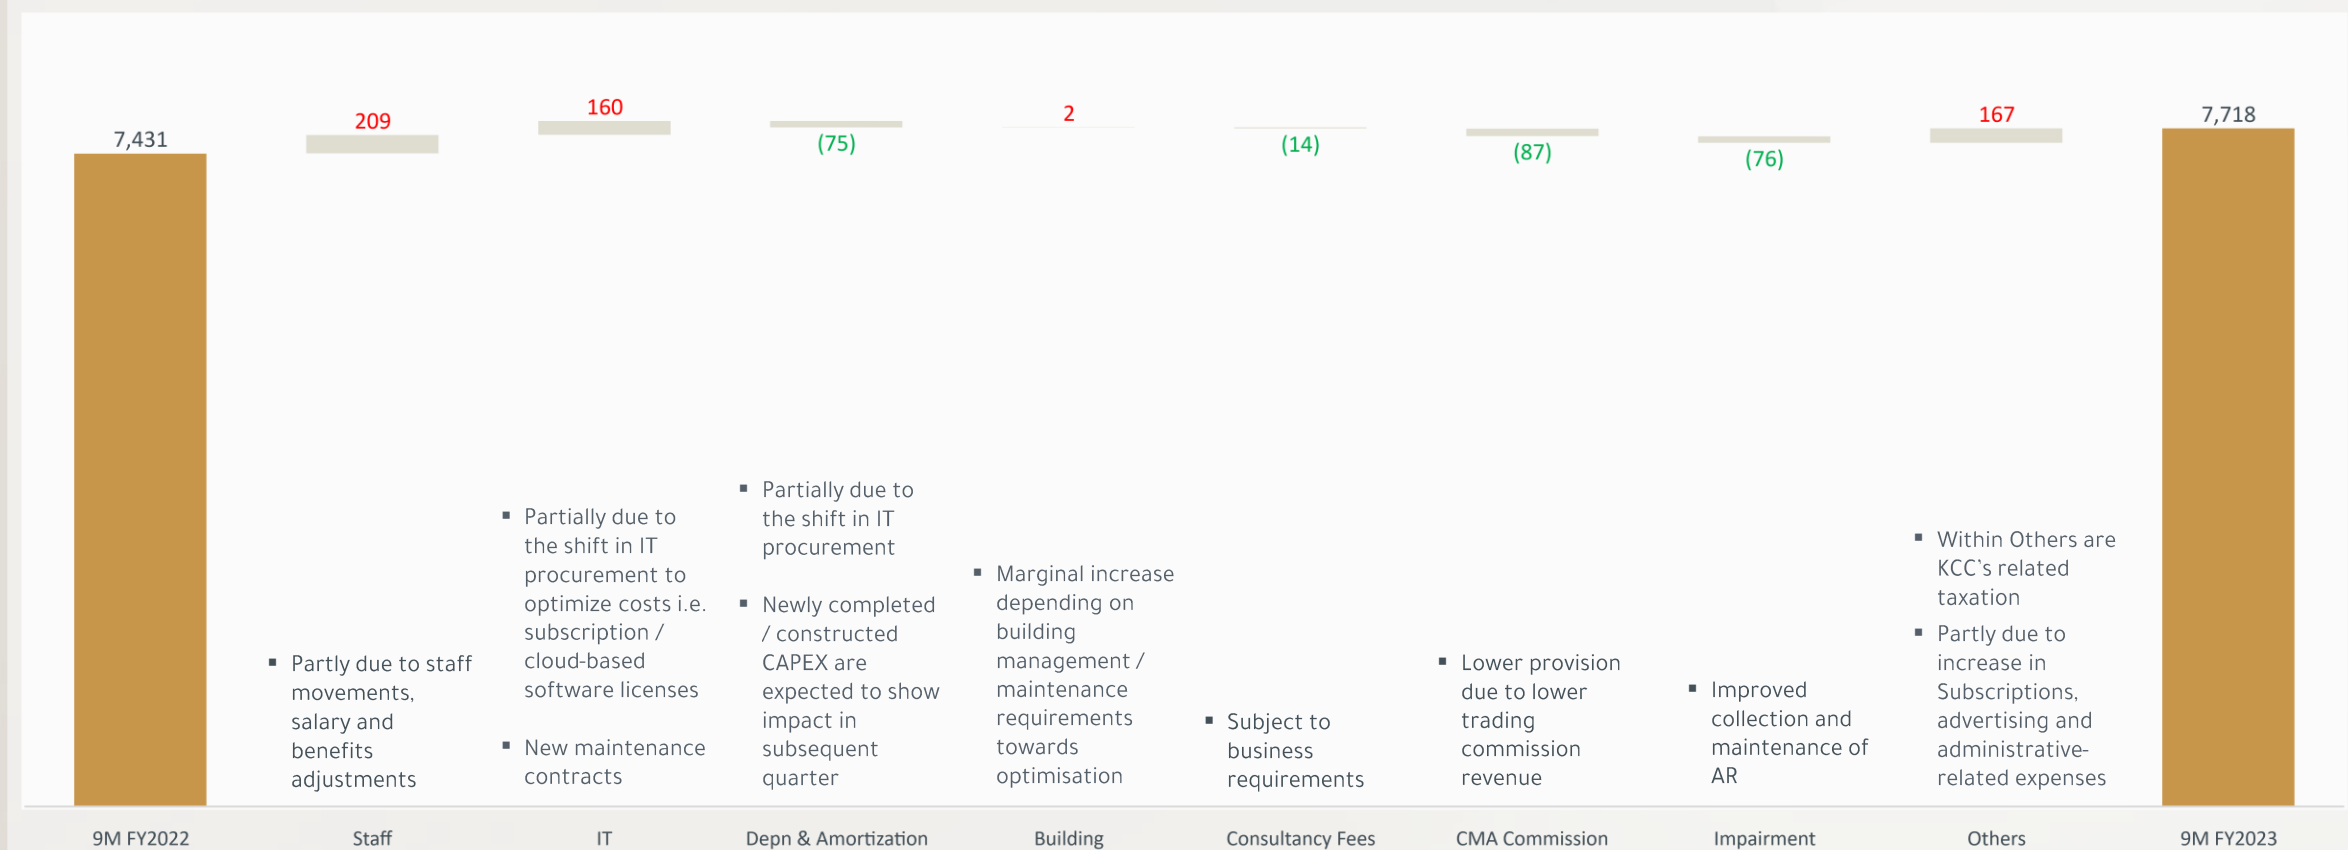 7,431
209
160
(75)
2
(14)
(87)
(76)
167
7,718
▪ Partly due to staff
movements,
salary and
benefits
adjustments
▪ Partially due to
the shift in IT
procurement to
optimize costs i.e.
subscription /
cloud-based
software licenses
▪ New maintenance
contracts
▪ Partially due to
the shift in IT
procurement
▪ Newly completed
/ constructed
CAPEX are
expected to show
impact in
subsequent
quarter
▪ Marginal increase
depending on
building
management /
maintenance
requirements
towards
optimisation
▪ Subject to
business
requirements
▪ Lower provision
due to lower
trading
commission
revenue
▪ Improved
collection and
maintenance of
AR
▪ Within Others are
KCC's related
taxation
▪ Partly due to
increase in
Subscriptions,
advertising and
administrative-
related expenses
9M FY2022
Staff
IT
Depn & Amortization
Building
Consultancy Fees
CMA Commission
Impairment
Others
9M FY2023